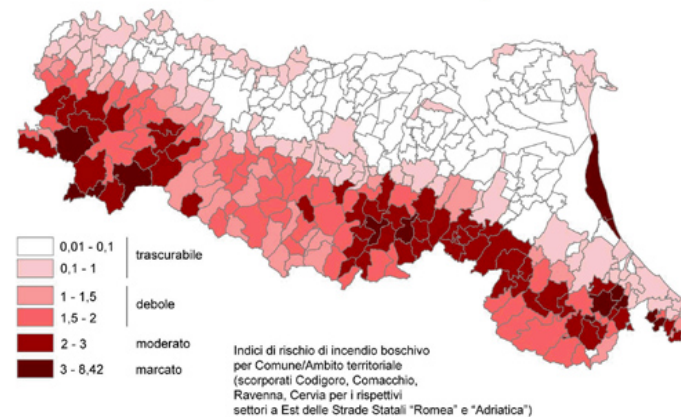 0,01 - 0,1
0,1 - 1
trascurabile
1 - 1,5
1,5 - 2
debole
2 - 3
moderato
3 - 8,42
marcato
Indici di rischio di incendio boschivo
per Comune/Ambito territoriale
(scorporati Codigoro, Comacchio,
Ravenna, Cervia per i rispettivi
settori a Est delle Strade Statali “Romea” e “Adriatica”)